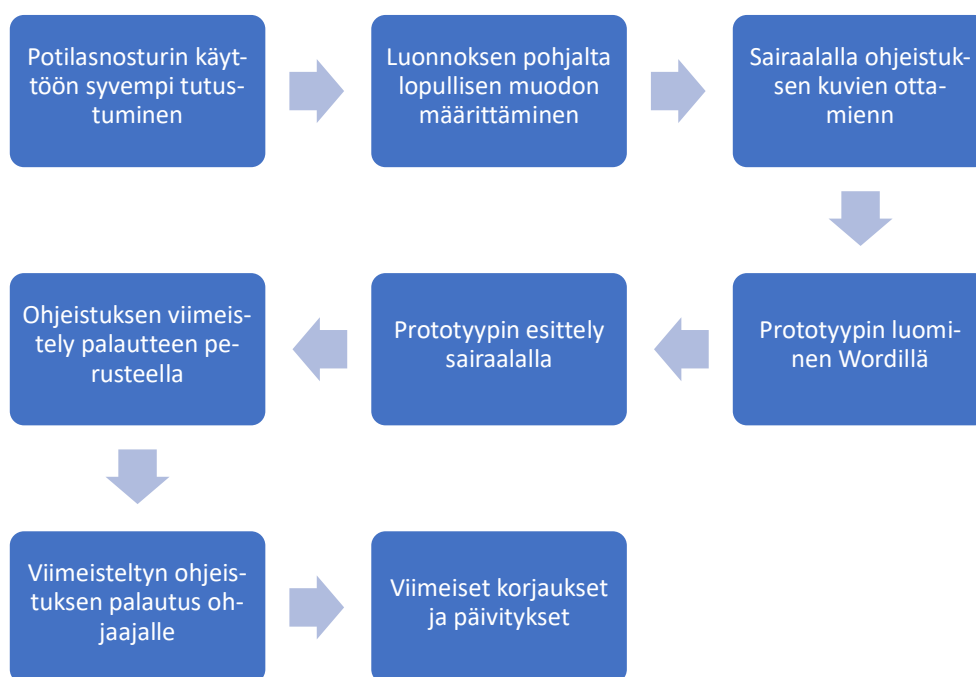 Potilasnosturin käyt-
töön syvempi tutus-
tuminen
Luonnoksen pohjalta
lopullisen muodon
määrittäminen
Sairaalalla ohjeistuk-
sen kuvien otta-
mienn
Prototyypin luomi-
nen Wordillä
Prototyypin esittely
sairaalalla
Ohjeistuksen viimeis-
tely palautteen pe-
rusteella
Viimeisteltyn ohjeis-
tuksen palautus oh-
jaajalle
Viimeiset korjaukset
ja päivitykset